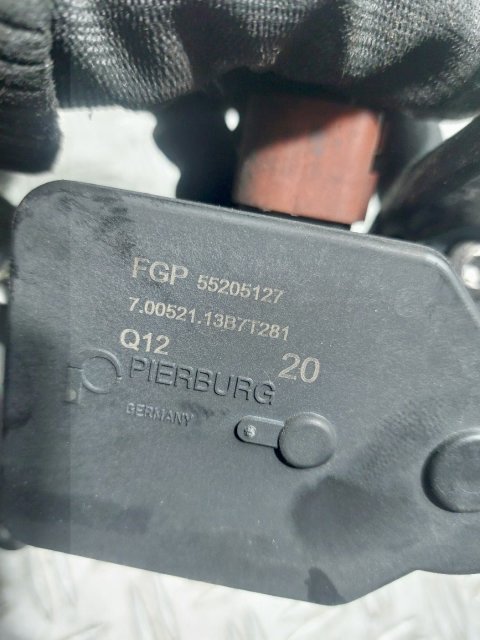 FGP 55205127
7.00521.13B7T281
Q12 20
PIERBURG
GERMANY